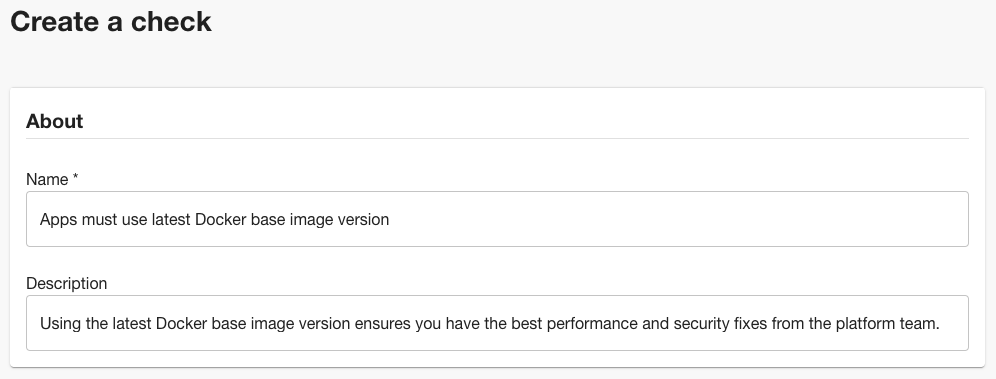 Create a check
About
Name *
Apps must use latest Docker base image version
Description
Using the latest Docker base image version ensures you have the best performance and security fixes from the platform team.